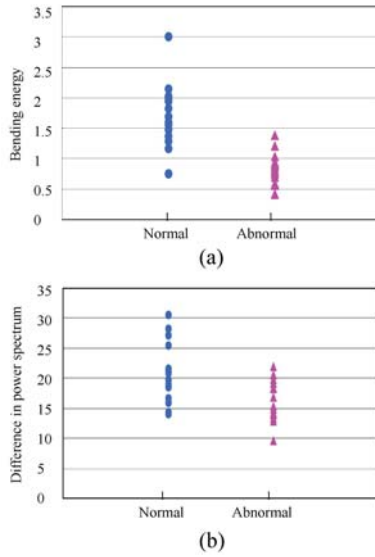 3.5
3
2.5
2
1.5
1
0.5
0
Bending energy
Normal Abnormal
(a)
35
30
25
20
15
10
5
0
Difference in power spectrum
Normal Abnormal
(b)